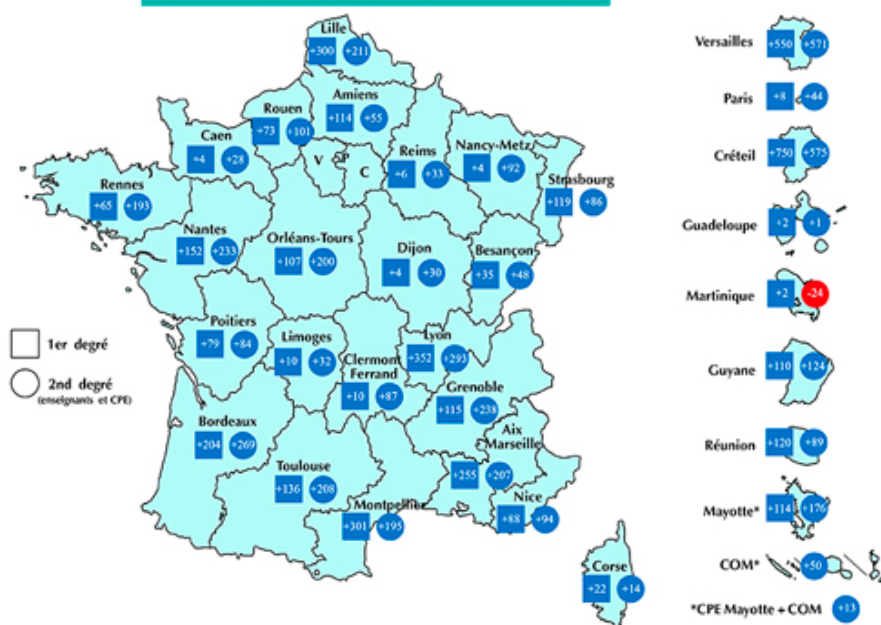 Lille
+300 +211
Amiens
+114 +55
Rouen
+73 +101
Caen
+4 +28
V P C
Reims
+6 +33
Nancy-Metz
+4 +92
Strasbourg
+119 +86
Rennes
+65 +193
Nantes
+152 +233
Orléans-Tours
+107 +200
Dijon
+4 +30
Besançon
+35 +48
Poitiers
+79 +84
Limoges
+10 +32
Clermont
Ferrand
+10 +87
Lyon
+352 +293
Grenoble
+115 +238
Bordeaux
+204 +269
Toulouse
+136 +208
Aix
Marseille
+255 +207
Montpellier
+301 +195
Nice
+88 +94
Corse
+22 +14
1er degré
2nd degré
(enseignants et CPE)
Versailles +550 +571
Paris +8 +44
Créteil +750 +575
Guadeloupe +2 +1
Martinique +2 -24
Guyane +110 +124
Réunion +120 +89
Mayotte* +114 +176
COM* +50
*CPE Mayotte + COM +13